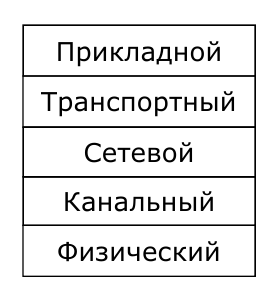 Прикладной
Транспортный
Сетевой
Канальный
Физический